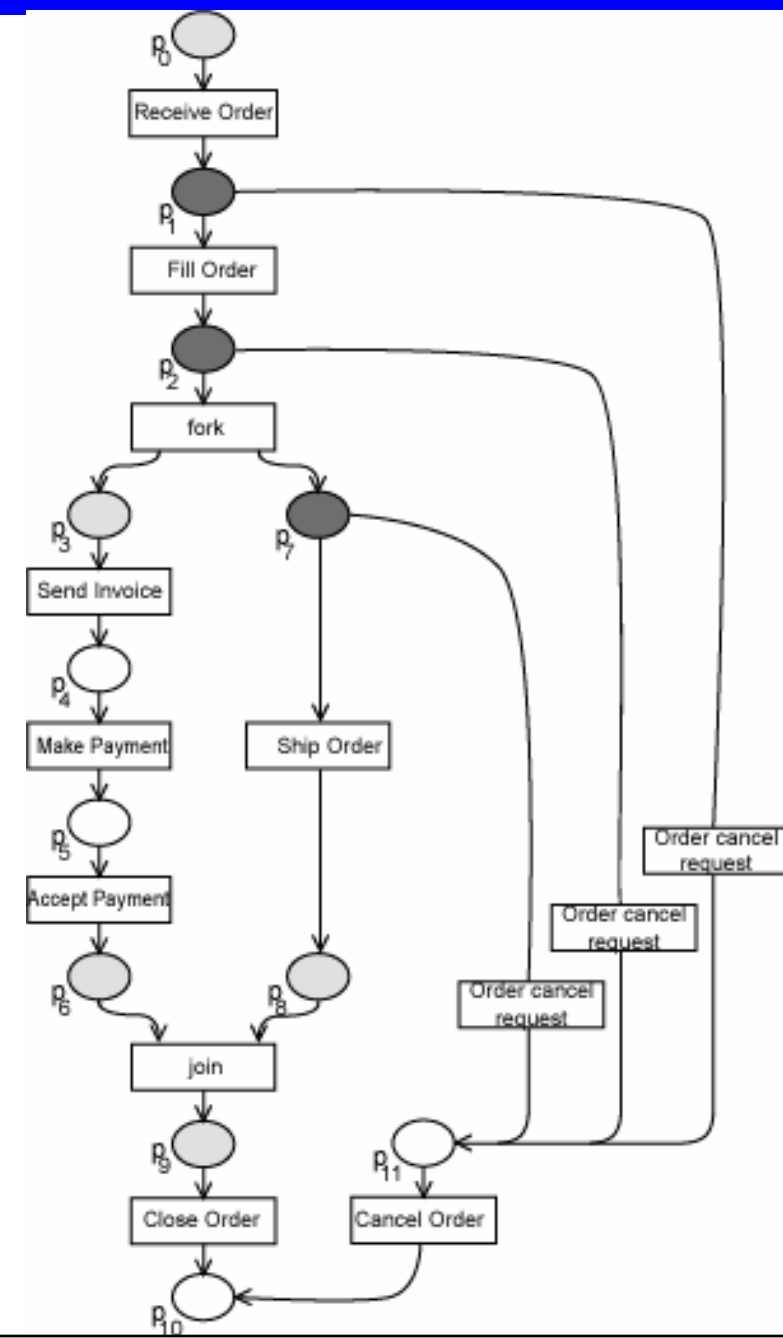 p0
Receive Order
p1
Fill Order
p2
fork
p3
p7
Send Invoice
p4
Make Payment
Ship Order
p5
Order cancel
request
Accept Payment
Order cancel
request
p6
p8
Order cancel
request
join
p9
p11
Close Order
Cancel Order
p10